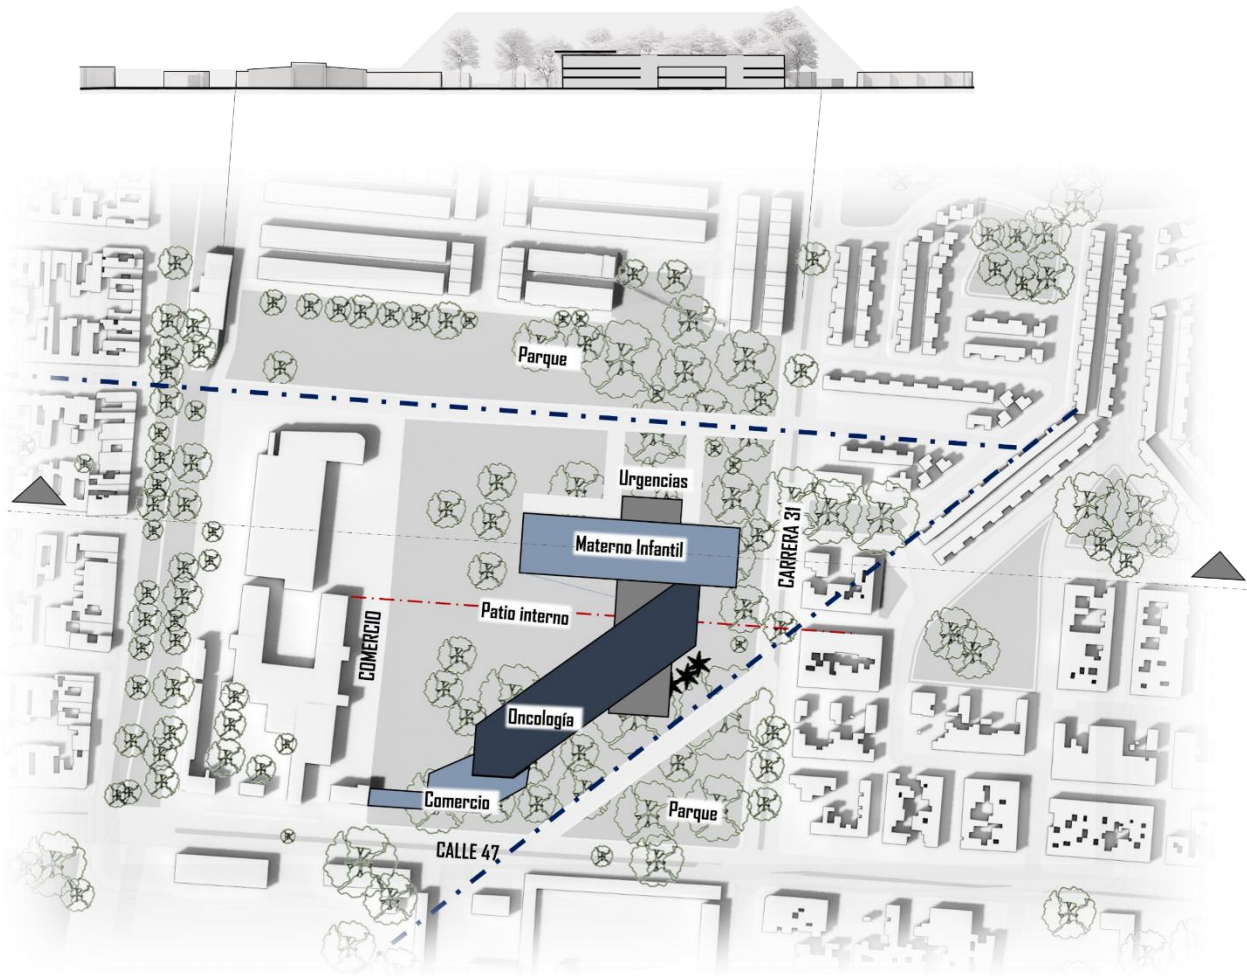 Parque
Urgencias
Materno Infantil
CARRERA 31
Patio interno
COMERCIO
Oncología
Comercio
Parque
CALLE 47